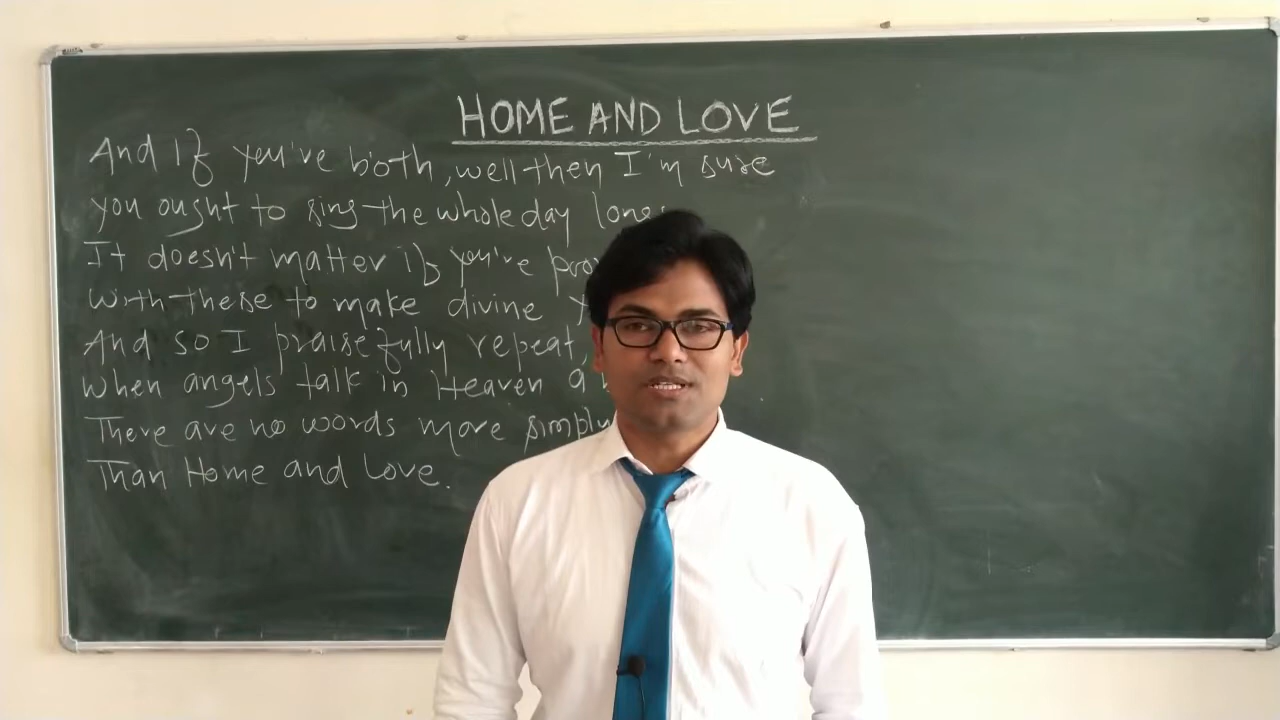 HOME AND LOVE
And If you've both, well then I'm sure
you ought to sing the whole day
It doesn't matter if you've
With these to make divine
And so I praisefully repeat,
When angels talk in Heaven
There are no words more simply
Than Home and Love.